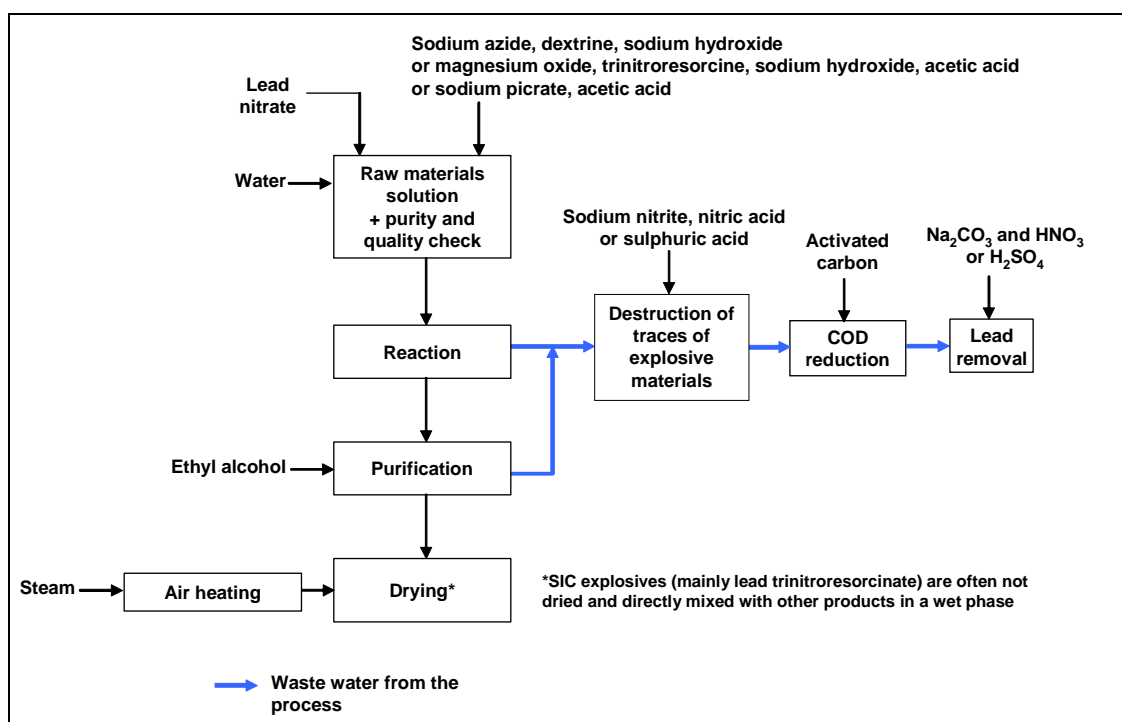 Sodium azide, dextrine, sodium hydroxide
or magnesium oxide, trinitroresorcine, sodium hydroxide, acetic acid
or sodium picrate, acetic acid
Lead
nitrate
Water
Raw materials
solution
+ purity and
quality check
Sodium nitrite, nitric acid
or sulphuric acid
Activated
carbon
Na₂CO₃ and HNO₃
or H₂SO₄
Reaction
Destruction of
traces of
explosive
materials
COD
reduction
Lead
removal
Ethyl alcohol
Purification
Steam
Air heating
Drying*
*SIC explosives (mainly lead trinitroresorcinate) are often not
dried and directly mixed with other products in a wet phase
Waste water from the
process